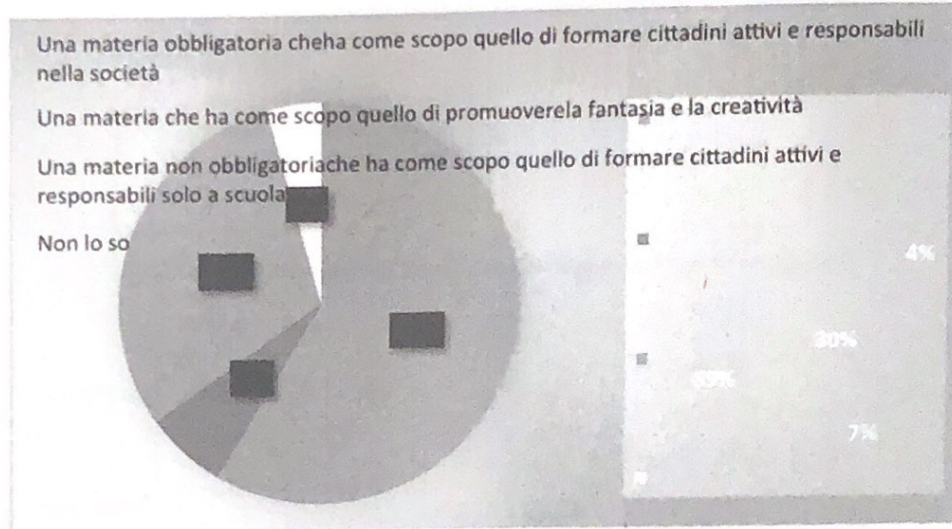 Una materia obbligatoria cheha come scopo quello di formare cittadini attivi e responsabili
nella società
Una materia che ha come scopo quello di promuoverela fantasia e la creatività
Una materia non obbligatoriache ha come scopo quello di formare cittadini attivi e
responsabili solo a scuola
Non lo so
4%
30%
7%